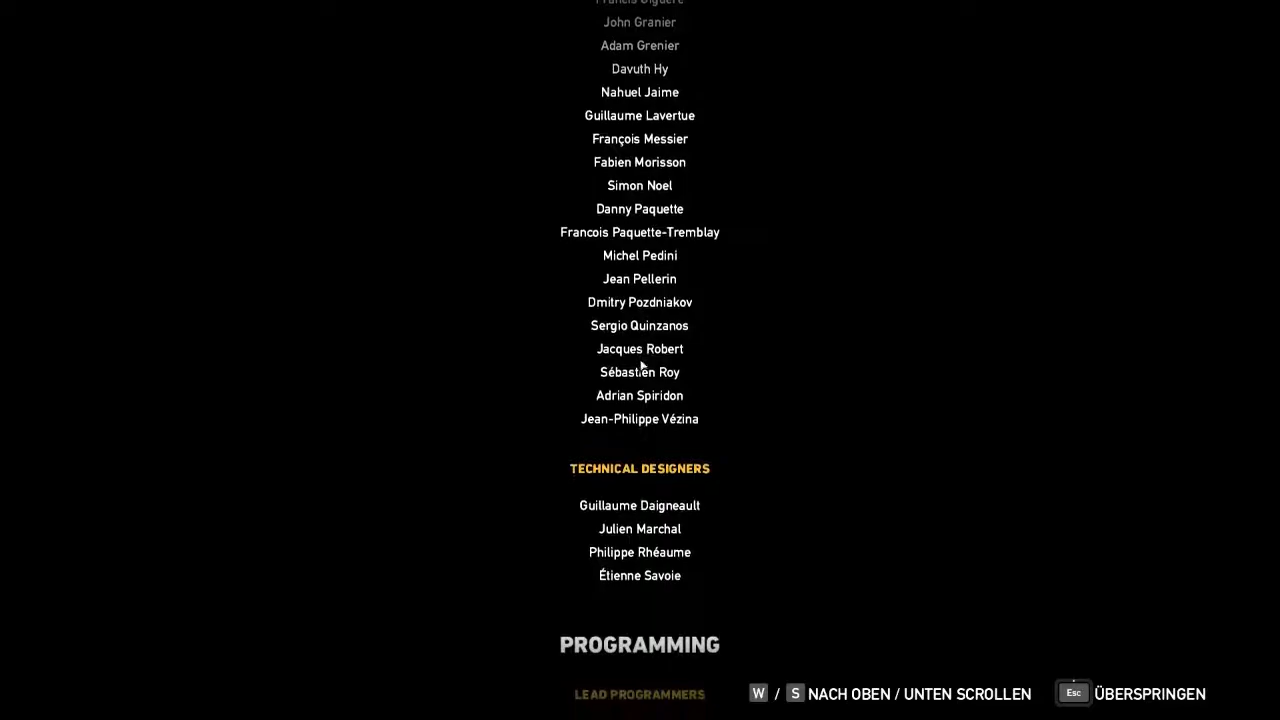 John Granier
Adam Grenier
Davuth Hy
Nahuel Jaime
Guillaume Lavertue
François Messier
Fabien Morisson
Simon Noel
Danny Paquette
Francois Paquette-Tremblay
Michel Pedini
Jean Pellerin
Dmitry Pozdniakov
Sergio Quinzanos
Jacques Robert
Sébastien Roy
Adrian Spiridon
Jean-Philippe Vézina
TECHNICAL DESIGNERS
Guillaume Daigneault
Julien Marchal
Philippe Rhéaume
Étienne Savoie
PROGRAMMING
LEAD PROGRAMMERS
W / S NACH OBEN / UNTEN SCROLLEN
Esc ÜBERSPRINGEN